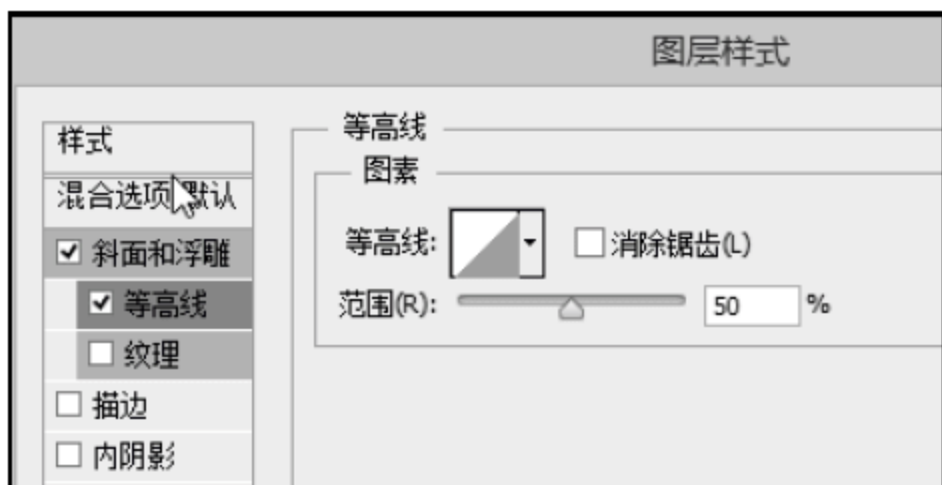 图层样式
样式
混合选项:默认
斜面和浮雕
等高线
纹理
描边
内阴影
等高线
图素
等高线:
消除锯齿(L)
范围(R):
50
%